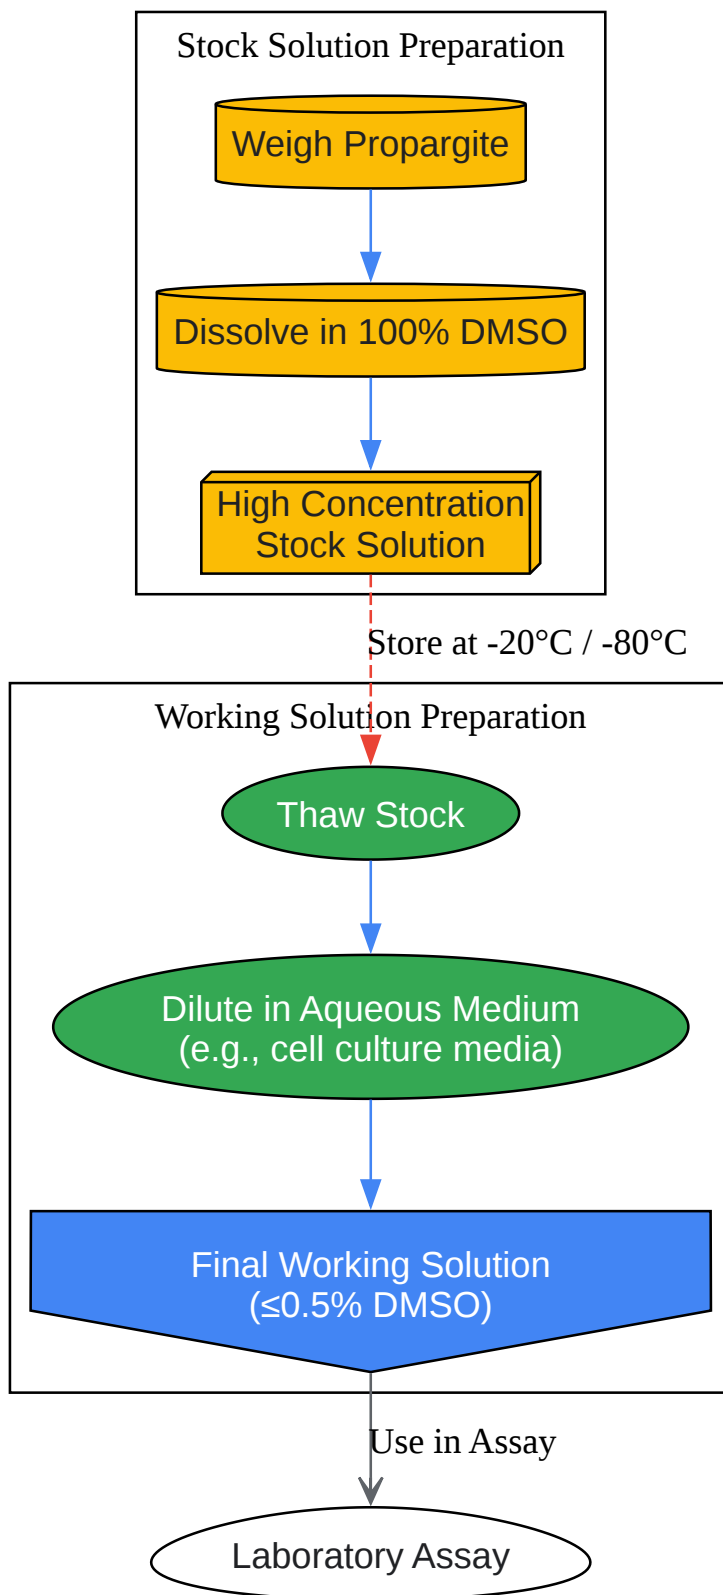 Stock Solution Preparation
Weigh Propargite
Dissolve in 100% DMSO
High Concentration
Stock Solution
Store at -20°C / -80°C
Working Solution Preparation
Thaw Stock
Dilute in Aqueous Medium
(e.g., cell culture media)
Final Working Solution
(≤0.5% DMSO)
Use in Assay
Laboratory Assay